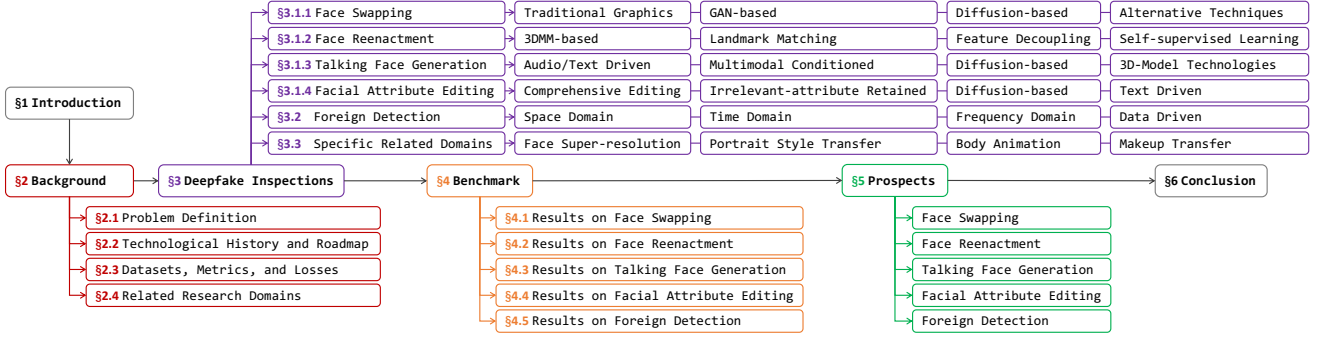 §3.1.1 Face Swapping Traditional Graphics GAN-based Diffusion-based Alternative Techniques
§3.1.2 Face Reenactment 3DMM-based Landmark Matching Feature Decoupling Self-supervised Learning
§3.1.3 Talking Face Generation Audio/Text Driven Multimodal Conditioned Diffusion-based 3D-Model Technologies
§3.1.4 Facial Attribute Editing Comprehensive Editing Irrelevant-attribute Retained Diffusion-based Text Driven
§3.2 Foreign Detection Space Domain Time Domain Frequency Domain Data Driven
§3.3 Specific Related Domains Face Super-resolution Portrait Style Transfer Body Animation Makeup Transfer
§1 Introduction
§2 Background
§3 Deepfake Inspections
§4 Benchmark
§5 Prospects
§6 Conclusion
§2.1 Problem Definition
§2.2 Technological History and Roadmap
§2.3 Datasets, Metrics, and Losses
§2.4 Related Research Domains
§4.1 Results on Face Swapping
§4.2 Results on Face Reenactment
§4.3 Results on Talking Face Generation
§4.4 Results on Facial Attribute Editing
§4.5 Results on Foreign Detection
Face Swapping
Face Reenactment
Talking Face Generation
Facial Attribute Editing
Foreign Detection